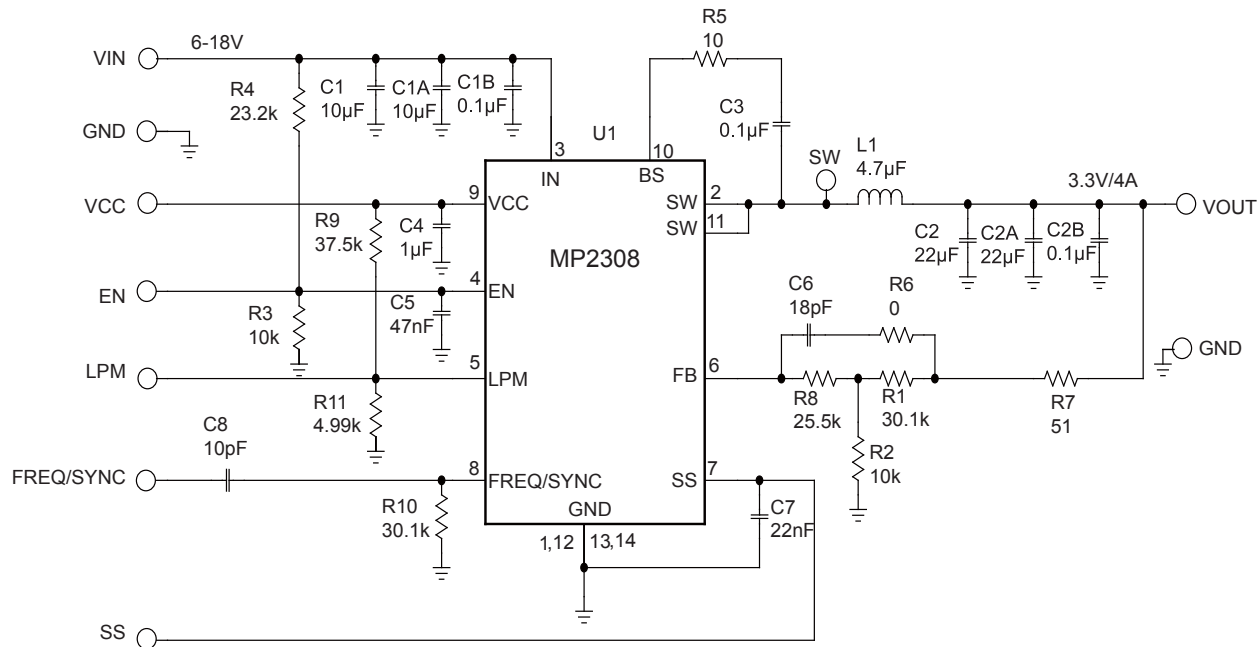 R5
10
VIN
6-18V
R4
23.2k
C1
10µF
C1A
10µF
C1B
0.1µF
C3
0.1µF
GND
U1
3
10
IN
BS
SW
L1
4.7µF
3.3V/4A
VCC
9
VCC
SW
2
VOUT
SW
11
R9
37.5k
C4
1µF
MP2308
C2
22µF
C2A
22µF
C2B
0.1µF
EN
4
EN
R3
10k
C5
47nF
C6
18pF
R6
0
GND
LPM
5
LPM
FB
6
R11
4.99k
R8
25.5k
R1
30.1k
R7
51
C8
10pF
R2
10k
FREQ/SYNC
8
FREQ/SYNC
SS
7
R10
30.1k
GND
C7
22nF
1,12
13,14
SS